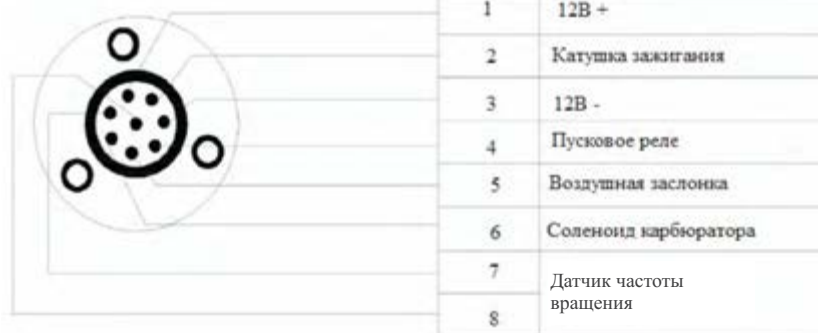 1 12В +
2 Катушка зажигания
3 12В -
4 Пусковое реле
5 Воздушная заслонка
6 Соленоид карбюратора
7 Датчик частоты
вращения
8